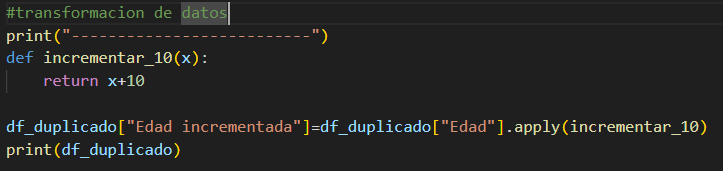 #transformacion de datos
print("--------------------------")
def incrementar_10(x):
    return x+10
df_duplicado["Edad incrementada"]=df_duplicado["Edad"].apply(incrementar_10)
print(df_duplicado)